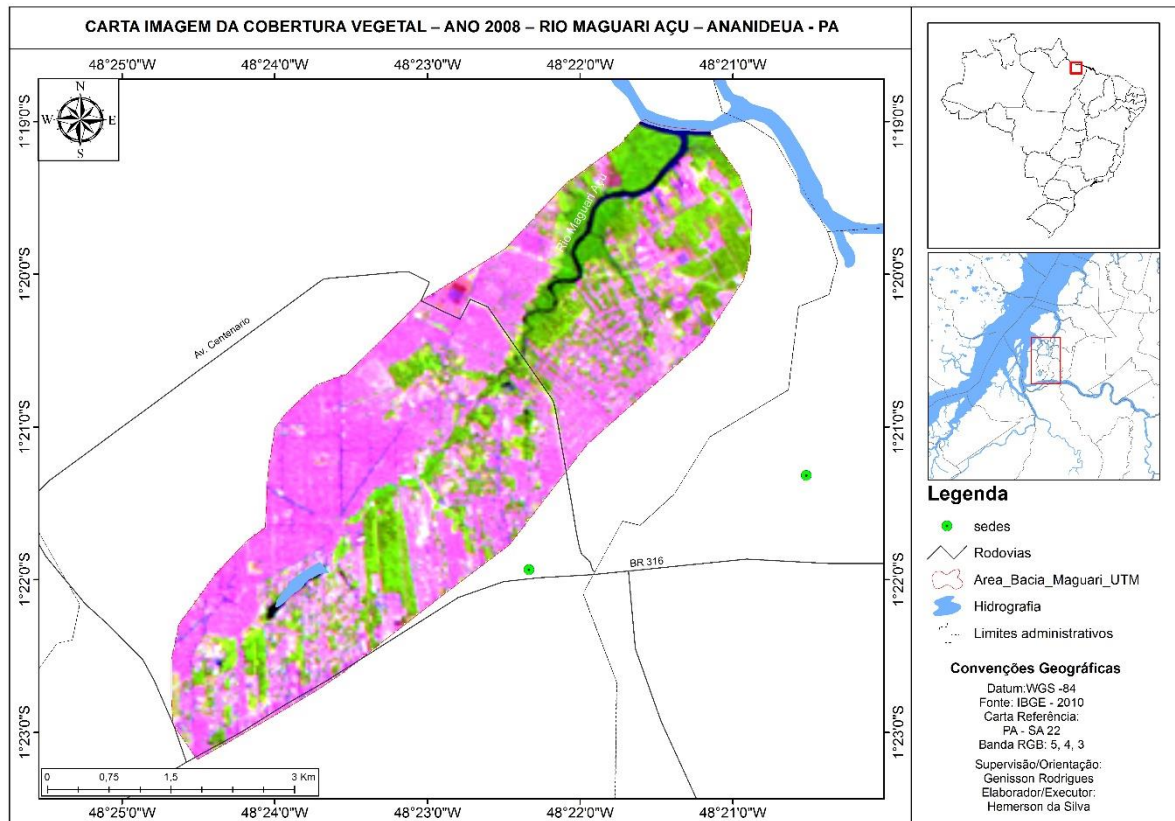 CARTA IMAGEM DA COBERTURA VEGETAL – ANO 2008 – RIO MAGUARI AÇU – ANANIDEUA - PA
48°25'0"W 48°24'0"W 48°23'0"W 48°22'0"W 48°21'0"W
N
W E
S
1°19'0"S 1°19'0"S
Rio Maguari Açu
1°20'0"S 1°20'0"S
Av. Centenario
1°21'0"S 1°21'0"S
1°22'0"S 1°22'0"S
BR 316
1°23'0"S 1°23'0"S
0 0,75 1,5 3 Km
48°25'0"W 48°24'0"W 48°23'0"W 48°22'0"W 48°21'0"W
Legenda
sedes
Rodovias
Area_Bacia_Maguari_UTM
Hidrografia
Limites administrativos
Convenções Geográficas
Datum:WGS -84
Fonte: IBGE - 2010
Carta Referência:
PA - SA 22
Banda RGB: 5, 4, 3
Supervisão/Orientação:
Genisson Rodrigues
Elaborador/Executor:
Hemerson da Silva